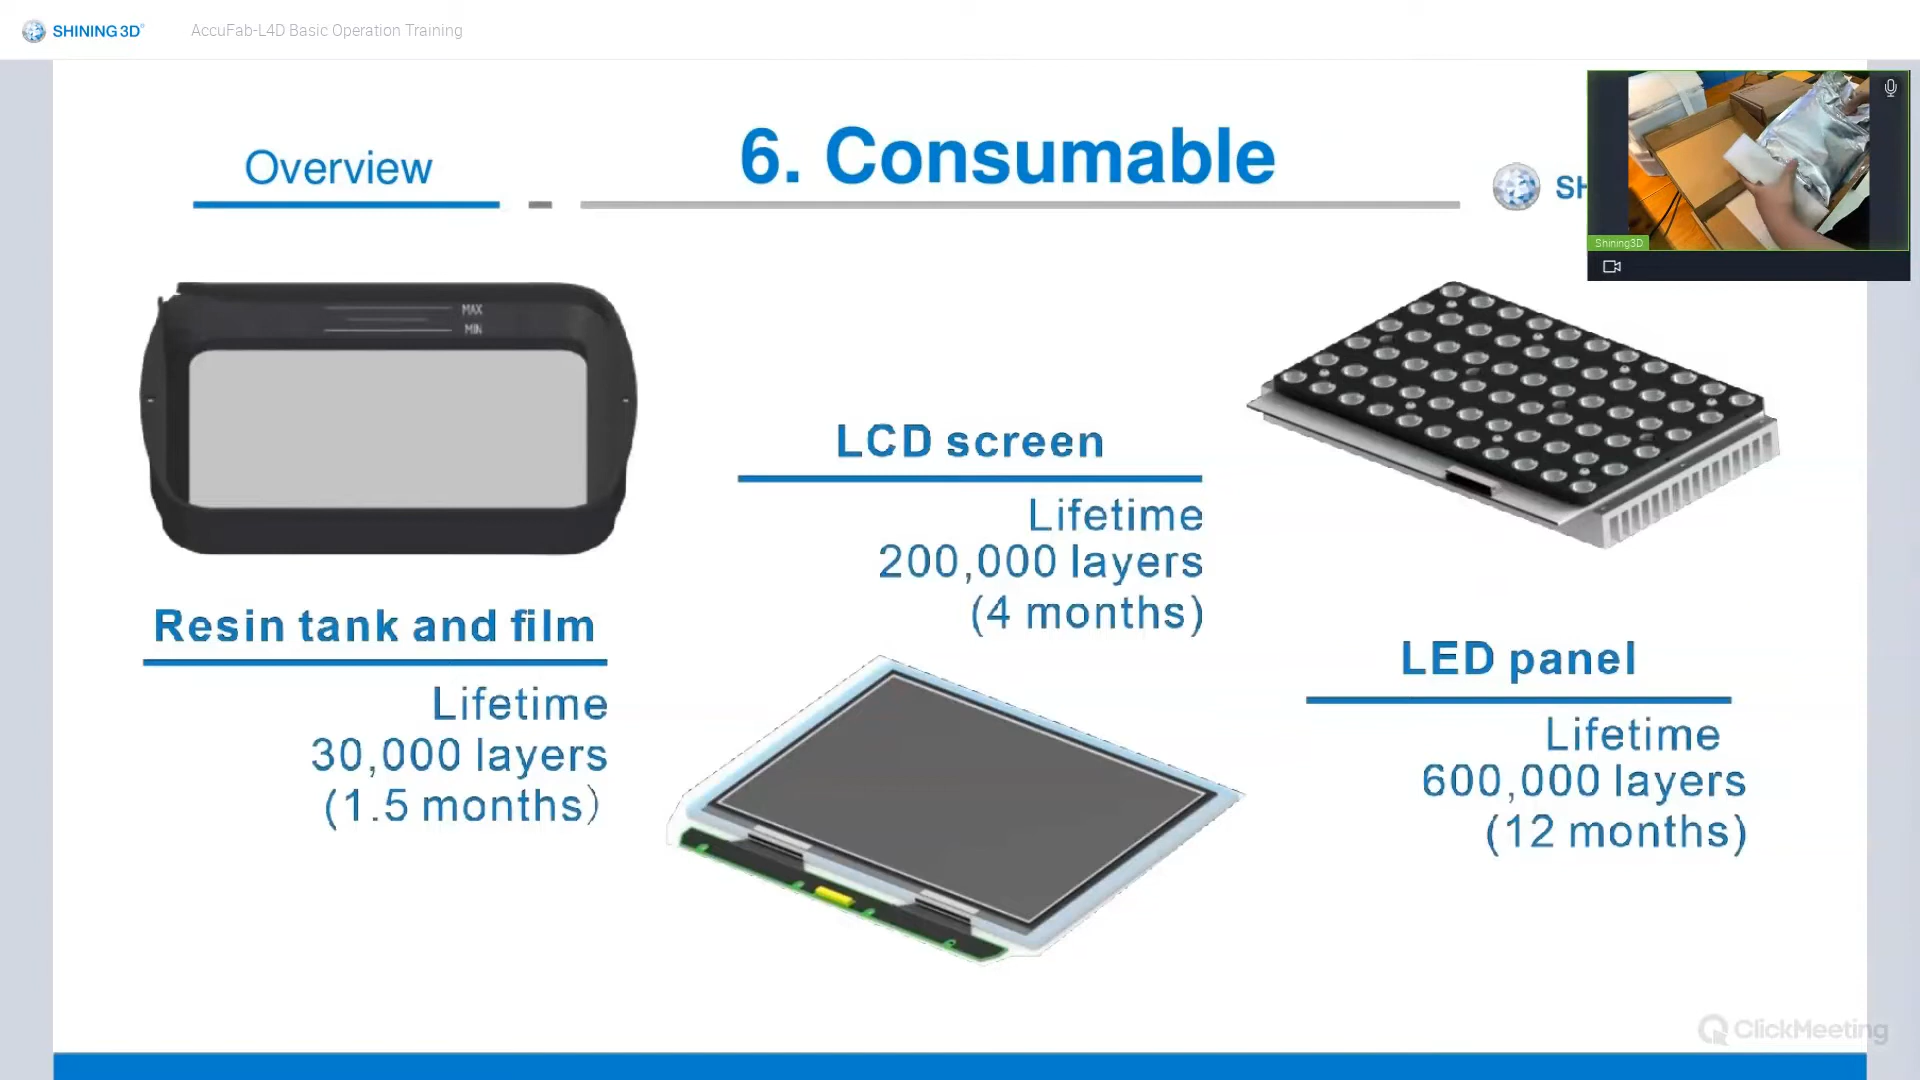 SHINING 3D®
AccuFab-L4D Basic Operation Training
Overview
6. Consumable
SH
Shining3D
MAX
MIN
LCD screen
Lifetime
200,000 layers
(4 months)
Resin tank and film
Lifetime
30,000 layers
(1.5 months)
LED panel
Lifetime
600,000 layers
(12 months)
ClickMeeting